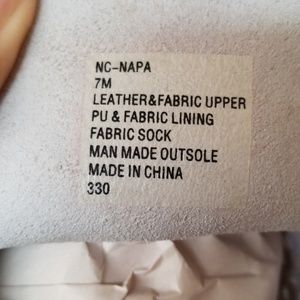 NC-NAPA
7M
LEATHER&FABRIC UPPER
PU & FABRIC LINING
FABRIC SOCK
MAN MADE OUTSOLE
MADE IN CHINA
330